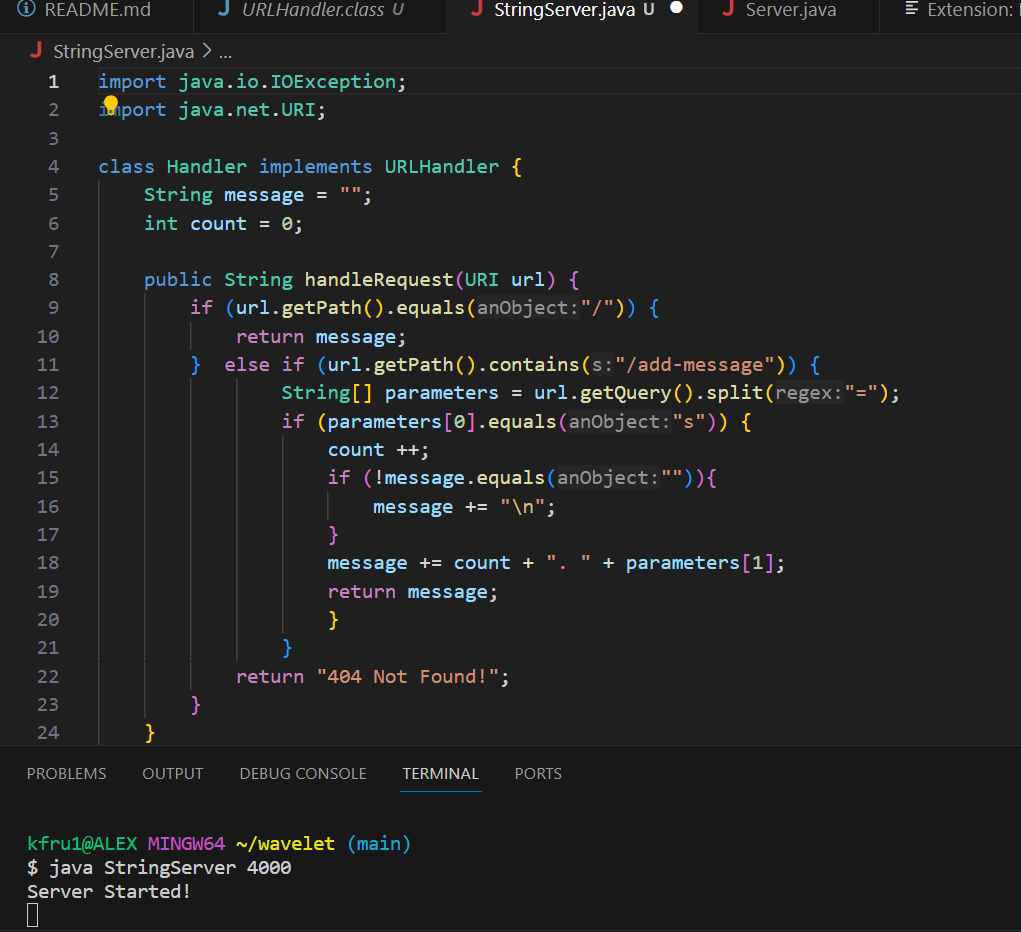 README.md URLHandler.class U StringServer.java U Server.java Extension:
StringServer.java > ...
1 import java.io.IOException;
2 import java.net.URI;
3
4 class Handler implements URLHandler {
5 String message = "";
6 int count = 0;
7
8 public String handleRequest(URI url) {
9 if (url.getPath().equals(anObject:"/")) {
10 return message;
11 } else if (url.getPath().contains(s:"/add-message")) {
12 String[] parameters = url.getQuery().split(regex:"=");
13 if (parameters[0].equals(anObject:"s")) {
14 count ++;
15 if (!message.equals(anObject:"")){
16 message += "\n";
17 }
18 message += count + ". " + parameters[1];
19 return message;
20 }
21 }
22 return "404 Not Found!";
23 }
24 }
PROBLEMS OUTPUT DEBUG CONSOLE TERMINAL PORTS
kfru1@ALEX MINGW64 ~/wavelet (main)
$ java StringServer 4000
Server Started!